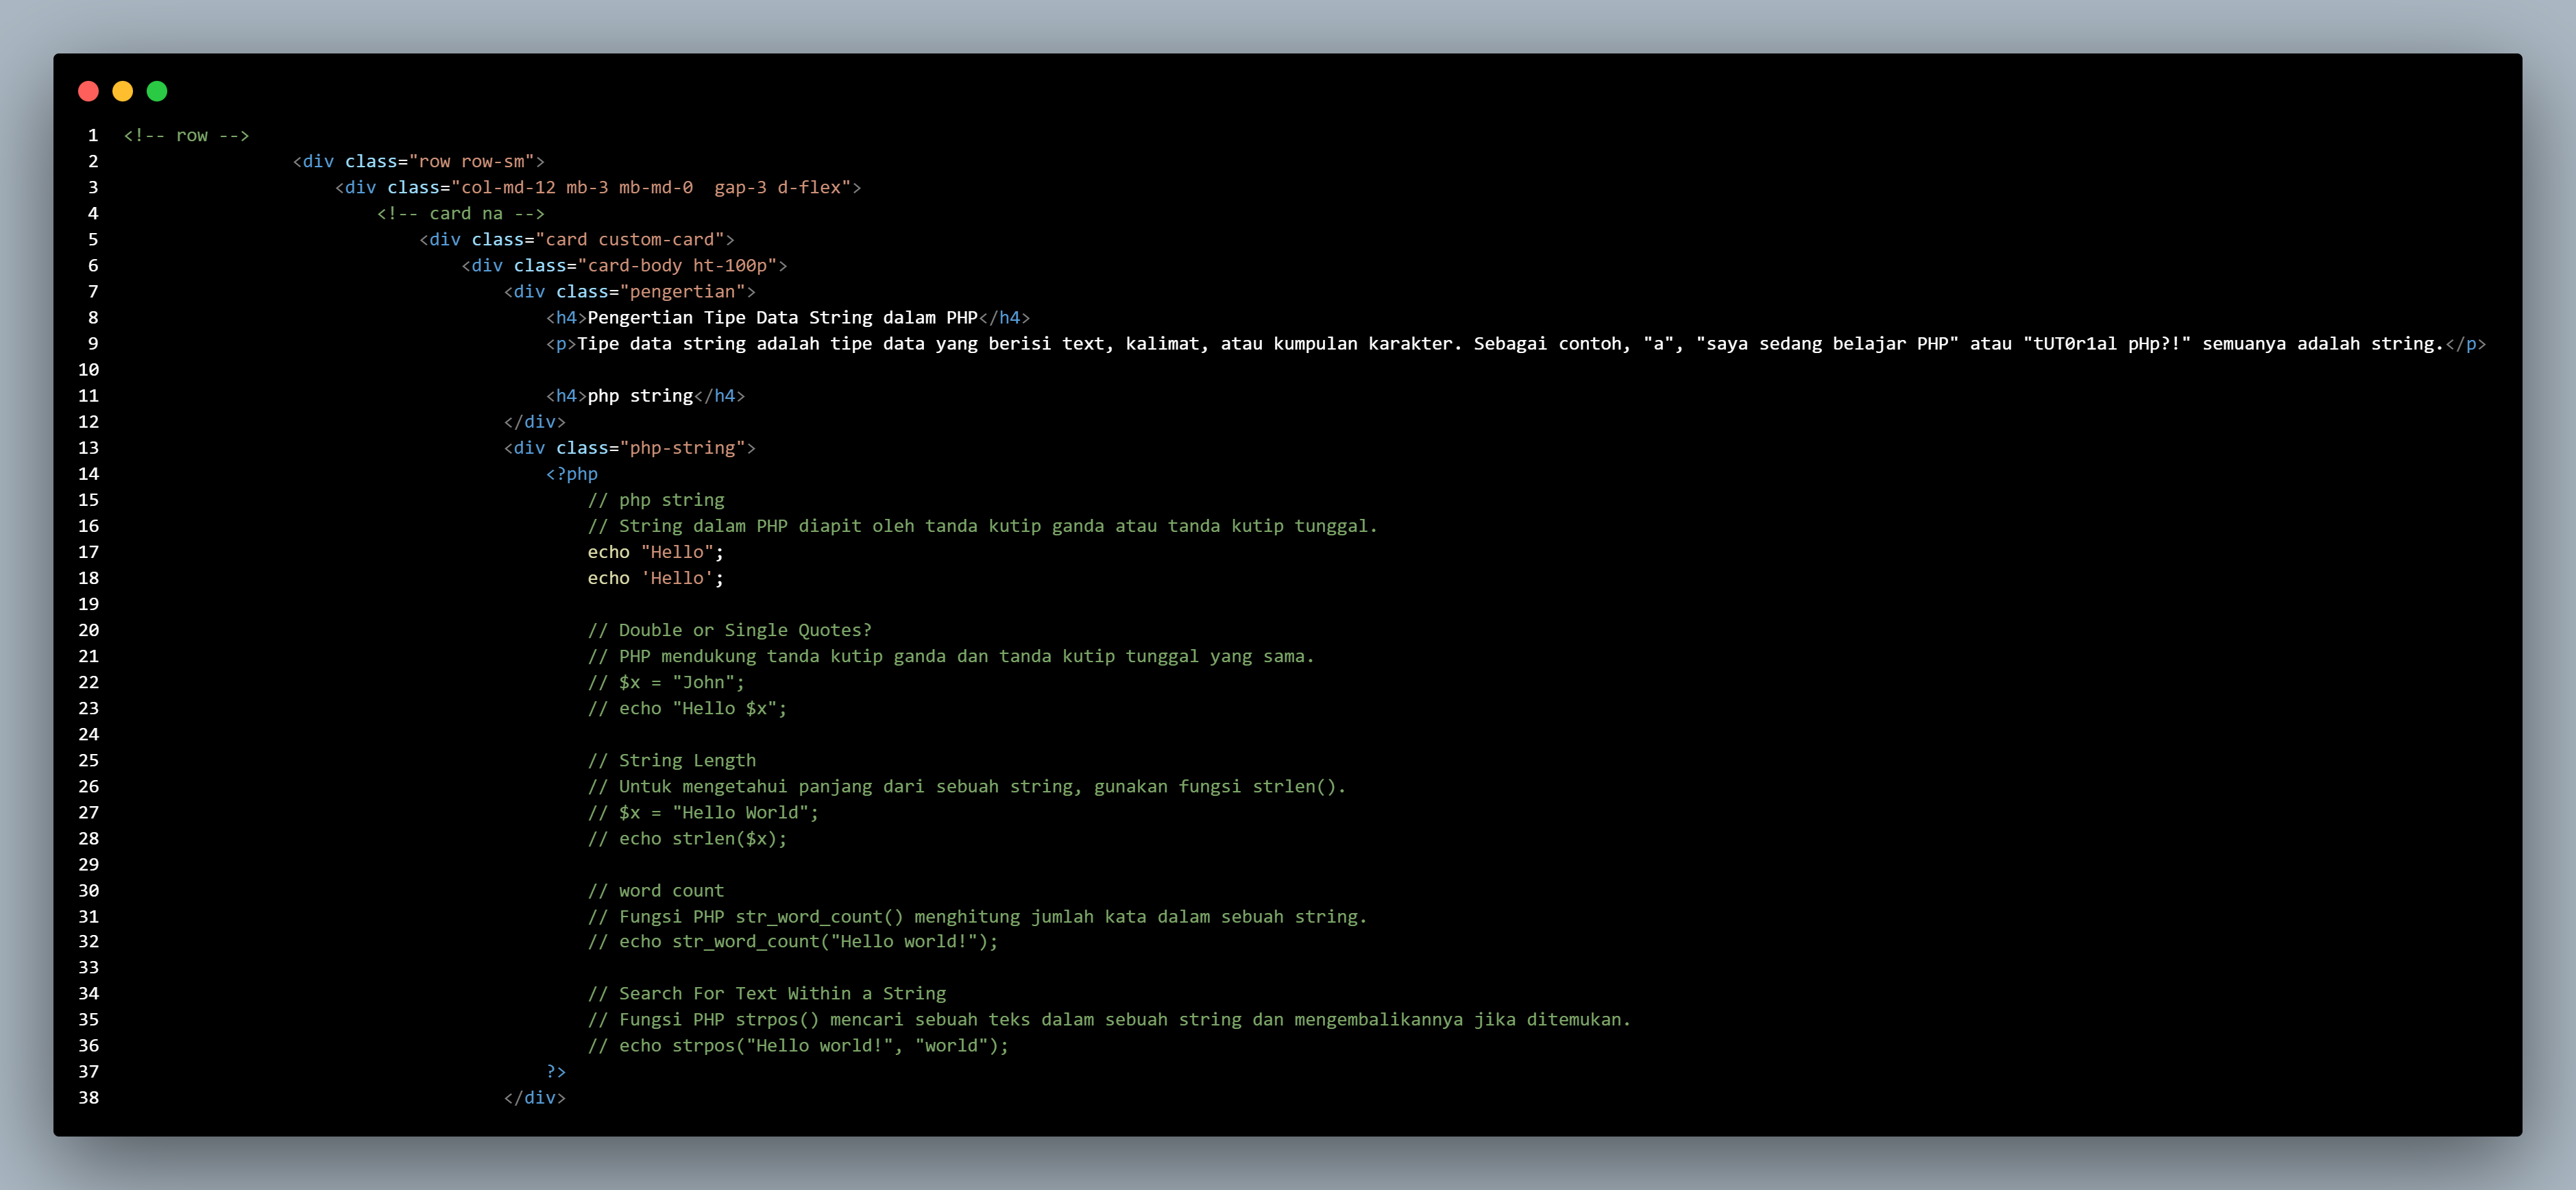 1 <!-- row -->
2 <div class="row row-sm">
3 <div class="col-md-12 mb-3 mb-md-0  gap-3 d-flex">
4 <!-- card na -->
5 <div class="card custom-card">
6 <div class="card-body ht-100p">
7 <div class="pengertian">
8 <h4>Pengertian Tipe Data String dalam PHP</h4>
9 <p>Tipe data string adalah tipe data yang berisi text, kalimat, atau kumpulan karakter. Sebagai contoh, "a", "saya sedang belajar PHP" atau "tUT0r1al pHp?!" semuanya adalah string.</p>
10
11 <h4>php string</h4>
12 </div>
13 <div class="php-string">
14 <?php
15 // php string
16 // String dalam PHP diapit oleh tanda kutip ganda atau tanda kutip tunggal.
17 echo "Hello";
18 echo 'Hello';
19
20 // Double or Single Quotes?
21 // PHP mendukung tanda kutip ganda dan tanda kutip tunggal yang sama.
22 // $x = "John";
23 // echo "Hello $x";
24
25 // String Length
26 // Untuk mengetahui panjang dari sebuah string, gunakan fungsi strlen().
27 // $x = "Hello World";
28 // echo strlen($x);
29
30 // word count
31 // Fungsi PHP str_word_count() menghitung jumlah kata dalam sebuah string.
32 // echo str_word_count("Hello world!");
33
34 // Search For Text Within a String
35 // Fungsi PHP strpos() mencari sebuah teks dalam sebuah string dan mengembalikannya jika ditemukan.
36 // echo strpos("Hello world!", "world");
37 ?>
38 </div>